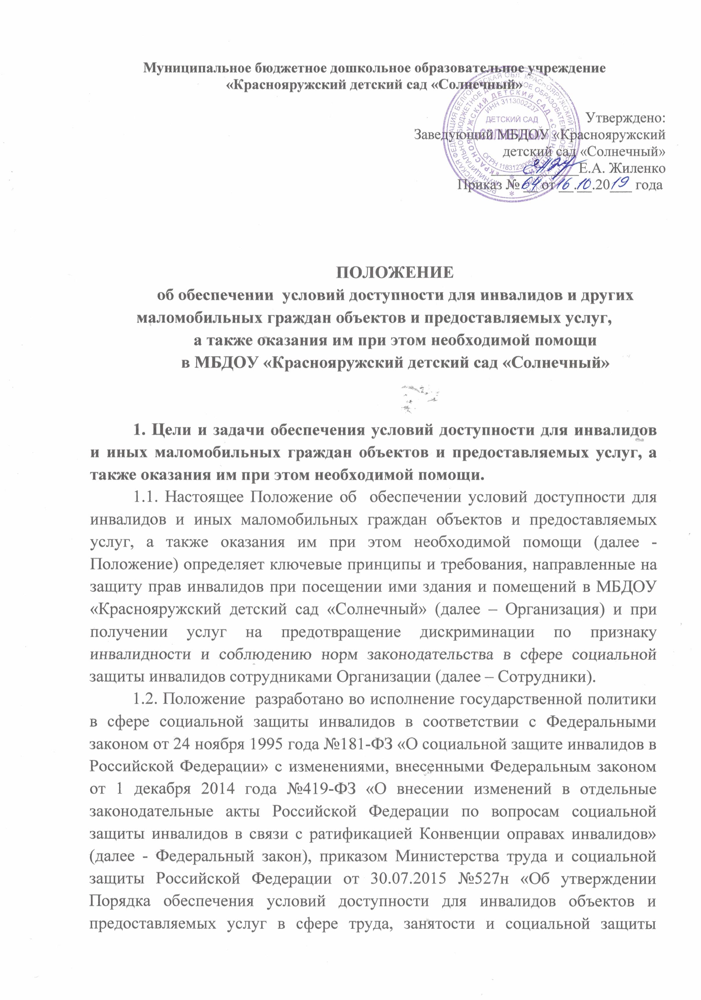 Муниципальное бюджетное дошкольное образовательное учреждение
«Краснояружский детский сад «Солнечный»
Утверждено:
Заведующий МБДОУ «Краснояружский
детский сад «Солнечный»
____________Е.А. Жиленко
Приказ № 64 от 16.10.2019 года
ИНН 3113002237
ДЕТСКИЙ САД
«СОЛНЕЧНЫЙ»
ПОЛОЖЕНИЕ
об обеспечении  условий доступности для инвалидов и других
маломобильных граждан объектов и предоставляемых услуг,
а также оказания им при этом необходимой помощи
в МБДОУ «Краснояружский детский сад «Солнечный»
1. Цели и задачи обеспечения условий доступности для инвалидов
и иных маломобильных граждан объектов и предоставляемых услуг, а
также оказания им при этом необходимой помощи.
1.1. Настоящее Положение об  обеспечении условий доступности для
инвалидов и иных маломобильных граждан объектов и предоставляемых
услуг, а также оказания им при этом необходимой помощи (далее -
Положение) определяет ключевые принципы и требования, направленные на
защиту прав инвалидов при посещении ими здания и помещений в МБДОУ
«Краснояружский детский сад «Солнечный» (далее – Организация) и при
получении услуг на предотвращение дискриминации по признаку
инвалидности и соблюдению норм законодательства в сфере социальной
защиты инвалидов сотрудниками Организации (далее – Сотрудники).
1.2. Положение  разработано во исполнение государственной политики
в сфере социальной защиты инвалидов в соответствии с Федеральными
законом от 24 ноября 1995 года №181-ФЗ «О социальной защите инвалидов в
Российской Федерации» с изменениями, внесенными Федеральным законом
от 1 декабря 2014 года №419-ФЗ «О внесении изменений в отдельные
законодательные акты Российской Федерации по вопросам социальной
защиты инвалидов в связи с ратификацией Конвенции оправах инвалидов»
(далее - Федеральный закон), приказом Министерства труда и социальной
защиты Российской Федерации от 30.07.2015 №527н «Об утверждении
Порядка обеспечения условий доступности для инвалидов объектов и
предоставляемых услуг в сфере труда, занятости и социальной защиты